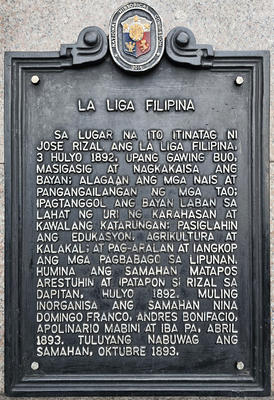 LA LIGA FILIPINA
SA LUGAR NA ITO ITINATAG NI
JOSE RIZAL ANG LA LIGA FILIPINA,
3 HULYO 1892, UPANG GAWING BUO,
MASIGASIG AT NAGKAKAISA ANG
BAYAN; ALAGAAN ANG MGA NAIS AT
PANGANGAILANGAN NG MGA TAO;
IPAGTANGGOL ANG BAYAN LABAN SA
LAHAT NG URI NG KARAHASAN AT
KAWALANG KATARUNGAN; PASIGLAHIN
ANG EDUKASYON, AGRIKULTURA AT
KALAKAL; AT PAG-ARALAN AT ILANGKOP
ANG MGA PAGBABAGO SA LIPUNAN.
HUMINA ANG SAMAHAN MATAPOS
ARESTUHIN AT IPATAPON SI RIZAL SA
DAPITAN, HULYO 1892. MULING
INORGANISA ANG SAMAHAN NINA
DOMINGO FRANCO, ANDRES BONIFACIO,
APOLINARIO MABINI AT IBA PA, ABRIL
1893. TULUYANG NABUWAG ANG
SAMAHAN, OKTUBRE 1893.